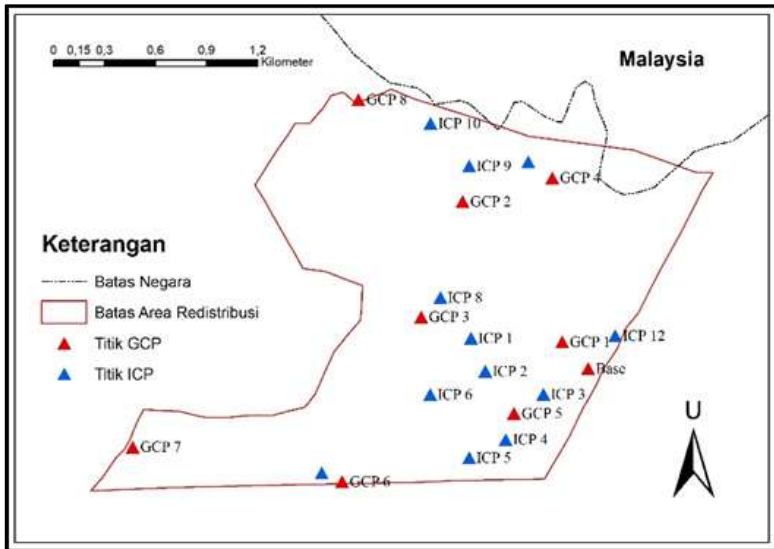 0 0,15 0,3 0,6 0,9 1,2
Kilometer
Malaysia
GCP 8
ICP 10
ICP 9
GCP 4
GCP 2
Keterangan
Batas Negara
Batas Area Redistribusi
Titik GCP
Titik ICP
ICP 8
GCP 3
ICP 1
GCP 1
ICP 12
ICP 2
Base
ICP 6
ICP 3
GCP 5
ICP 4
ICP 5
GCP 7
GCP 6
U